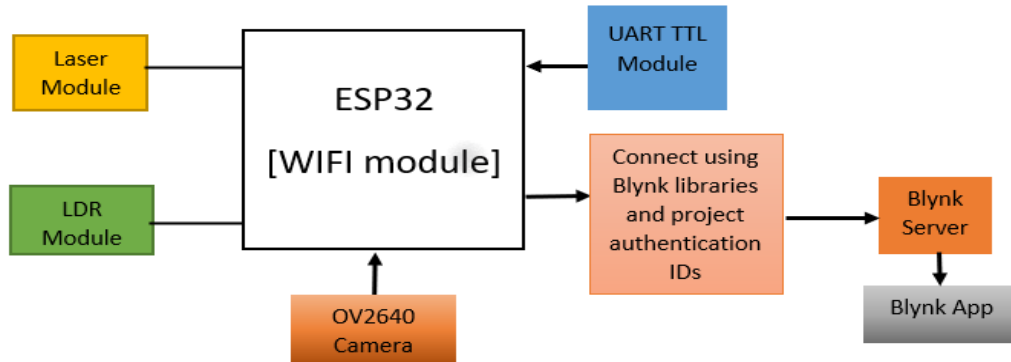 Laser
Module
ESP32
[WIFI module]
UART TTL
Module
LDR
Module
Connect using
Blynk libraries
and project
authentication
IDs
Blynk
Server
OV2640
Camera
Blynk App